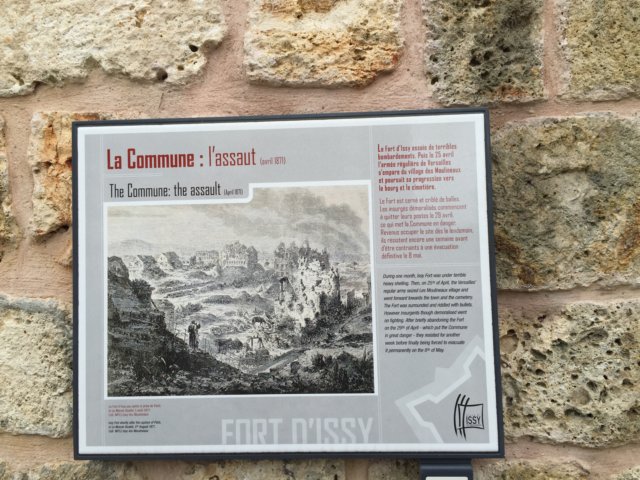 La Commune : l'assaut (avril 1871)
The Commune: the assault (April 1871)
Le Fort d'Issy essuie de terribles
bombardements. Puis le 25 avril
l'armée régulière de Versailles
s'empare du village des Moulineaux
et poursuit sa progression vers
le bourg et le cimetière.
Le Fort est cerné et criblé de balles.
Les insurgés démoralisés, commencent
à quitter leurs postes le 29 avril,
ce qui met la Commune en danger.
Revenus occuper le site dès le lendemain,
ils résistent encore une semaine avant
d'être contraints à une évacuation
définitive le 8 mai.
During one month, Issy Fort was under terrible
heavy shelling. Then, on 25th of April, the Versailles'
regular army seized Les Moulineaux village and
went forward towards the town and the cemetery.
The Fort was surrounded and riddled with bullets.
However insurgents though demoralised went
on fighting. After briefly abandoning the Fort
on the 29th of April - which put the Commune
in great danger - they resisted for another
week before finally being forced to evacuate
it permanently on the 8th of May.
FORT D'ISSY
ISSY